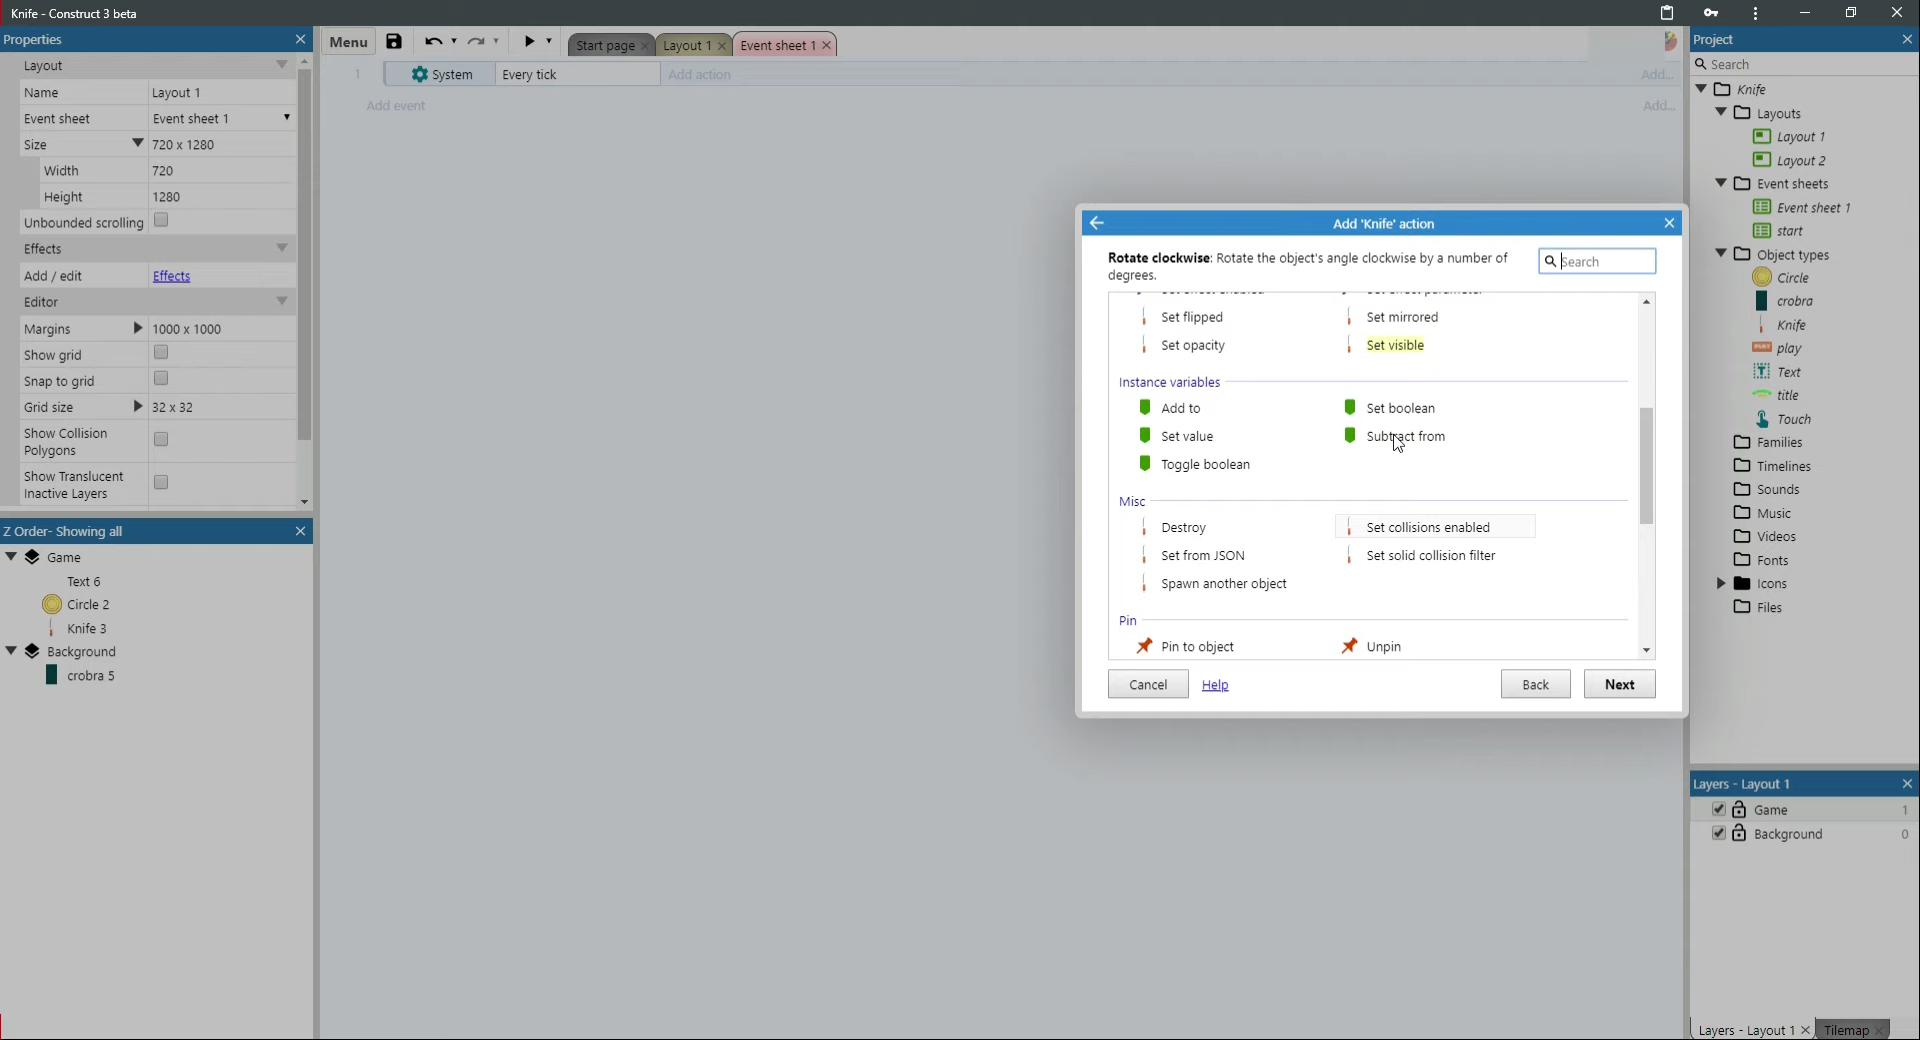 Knife - Construct 3 beta
Properties
Layout
Name Layout 1
Event sheet Event sheet 1
Size 720 x 1280
Width 720
Height 1280
Unbounded scrolling
Effects
Add / edit Effects
Editor
Margins 1000 x 1000
Show grid
Snap to grid
Grid size 32 x 32
Show Collision
Polygons
Show Translucent
Inactive Layers
Z Order- Showing all
Game
Text 6
Circle 2
Knife 3
Background
crobra 5
Menu
Start page
Layout 1
Event sheet 1
1 System Every tick Add action Add...
Add event Add...
Add 'Knife' action
Rotate clockwise: Rotate the object's angle clockwise by a number of
degrees.
Search
Set effect enabled Set effect parameter
Set flipped Set mirrored
Set opacity Set visible
Instance variables
Add to Set boolean
Set value Subtract from
Toggle boolean
Misc
Destroy Set collisions enabled
Set from JSON Set solid collision filter
Spawn another object
Pin
Pin to object Unpin
Cancel Help Back Next
Project
Search
Knife
Layouts
Layout 1
Layout 2
Event sheets
Event sheet 1
start
Object types
Circle
crobra
Knife
play
Text
title
Touch
Families
Timelines
Sounds
Music
Videos
Fonts
Icons
Files
Layers - Layout 1
Game 1
Background 0
Layers - Layout 1 Tilemap